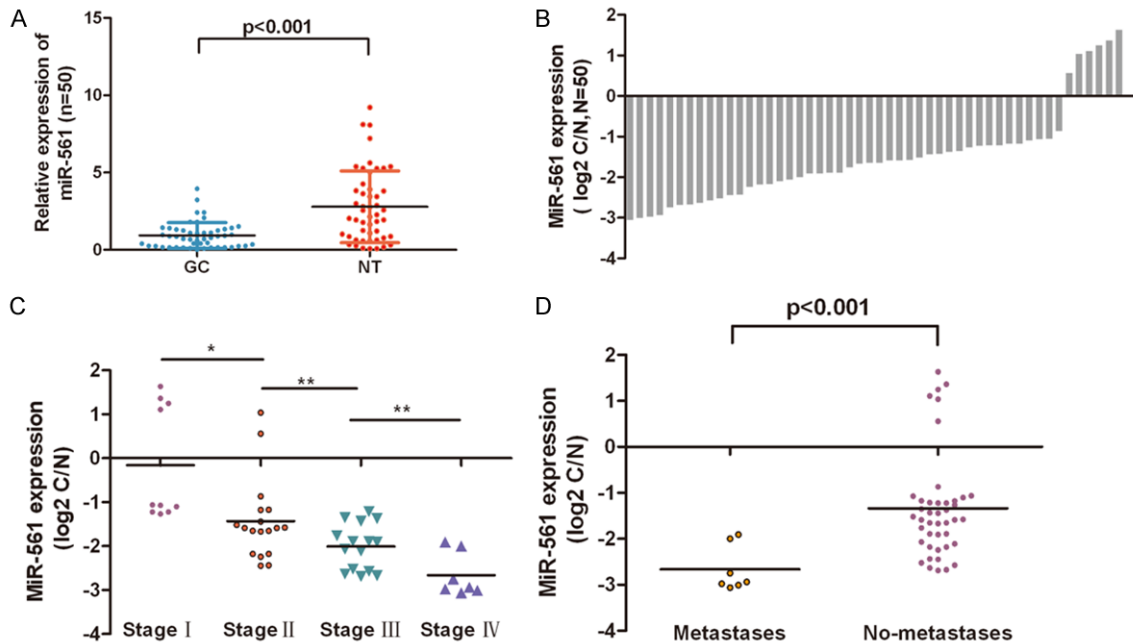 A
Relative expression of
miR-561 (n=50)
15
10
5
0
p<0.001
GC
NT
B
MiR-561 expression
( log2 C/N,N=50)
2
1
0
-1
-2
-3
-4
C
MiR-561 expression
(log2 C/N)
2
1
0
-1
-2
-3
-4
*
**
**
Stage Ⅰ
Stage Ⅱ
Stage Ⅲ
Stage Ⅳ
D
p<0.001
MiR-561 expression
(log2 C/N)
2
1
0
-1
-2
-3
-4
Metastases
No-metastases